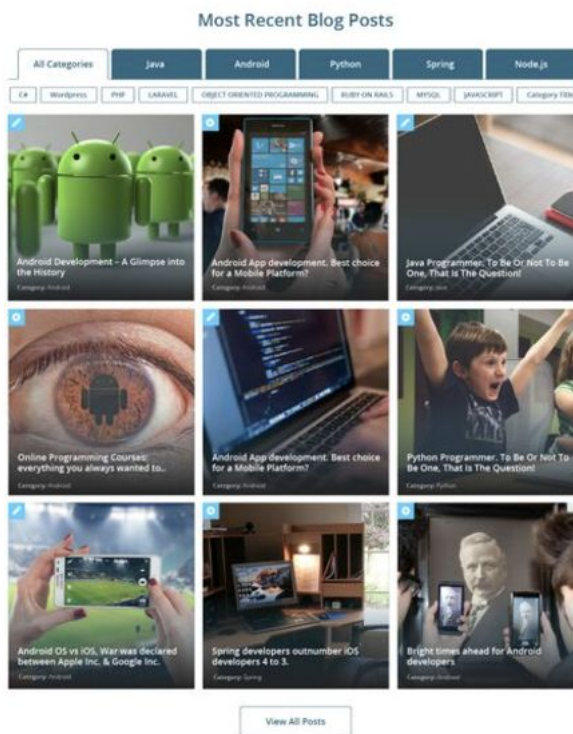 Most Recent Blog Posts
All Categories
Java
Android
Python
Spring
Node.js
C#
Wordpress
PHP
LARAVEL
OBJECT ORIENTED PROGRAMMING
RUBY ON RAILS
MYSQL
JAVASCRIPT
Category Title
Android Development – A Glimpse into
the History
Category: Android
Android App development. Best choice
for a Mobile Platform?
Category: Android
Java Programmer. To Be Or Not To Be
One, That Is The Question!
Category: Java
Online Programming Courses:
everything you always wanted to..
Category: Android
Android App development. Best choice
for a Mobile Platform?
Category: Android
Python Programmer. To Be Or Not To
Be One, That Is The Question!
Category: Python
Android OS vs iOS, War was declared
between Apple Inc. & Google Inc.
Category: Android
Spring developers outnumber iOS
developers 4 to 3.
Category: Spring
Bright times ahead for Android
developers
Category: Android
View All Posts